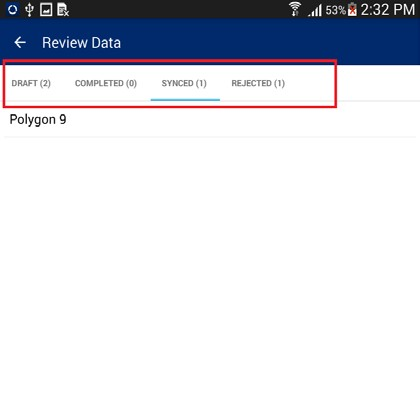 53% 2:32 PM
Review Data
DRAFT (2) COMPLETED (0) SYNCED (1) REJECTED (1)
Polygon 9